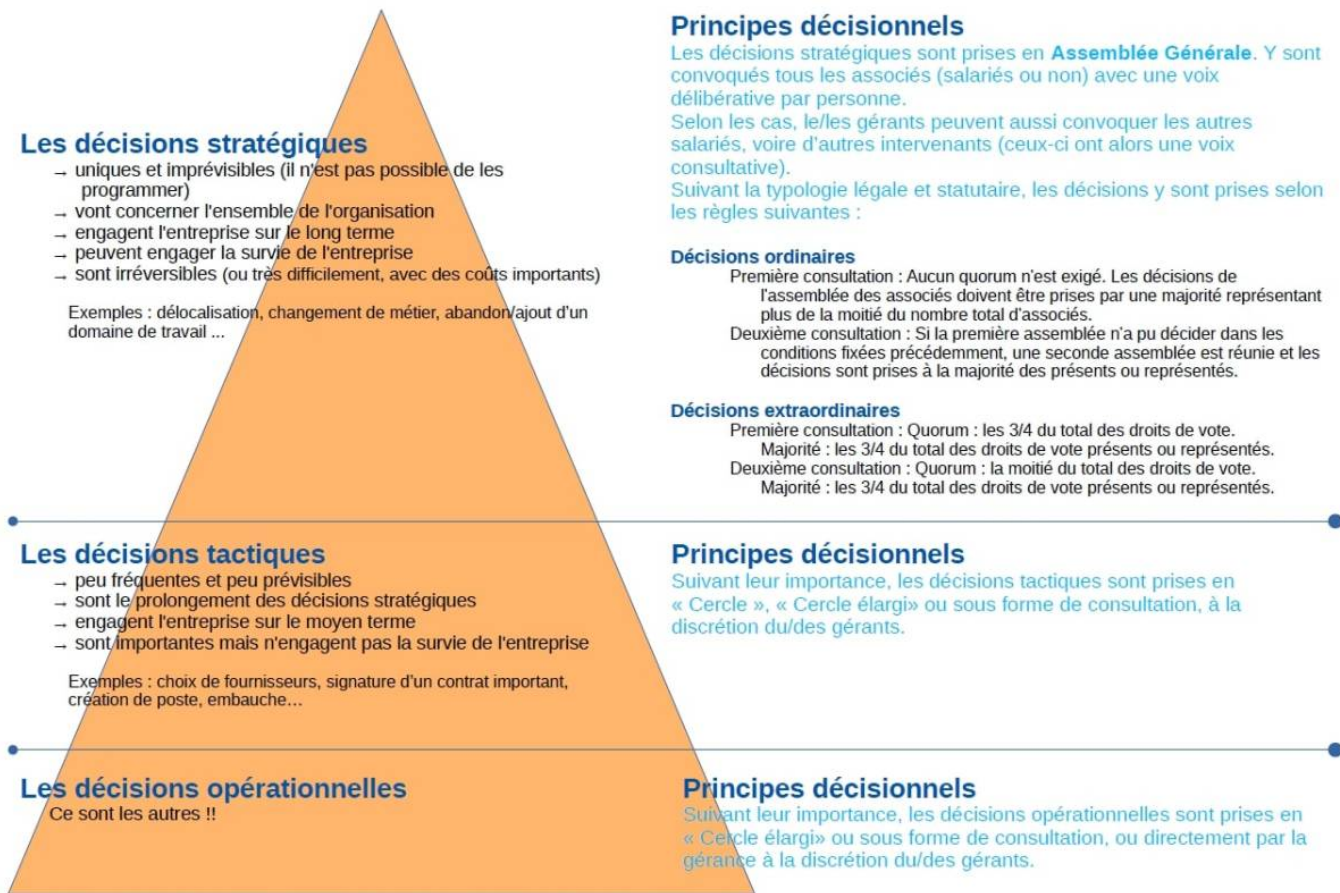 Les décisions stratégiques
→ uniques et imprévisibles (il n'est pas possible de les
programmer)
→ vont concerner l'ensemble de l'organisation
→ engagent l'entreprise sur le long terme
→ peuvent engager la survie de l'entreprise
→ sont irréversibles (ou très difficilement, avec des coûts importants)
Exemples : délocalisation, changement de métier, abandon/ajout d'un
domaine de travail ...
Principes décisionnels
Les décisions stratégiques sont prises en Assemblée Générale. Y sont
convoqués tous les associés (salariés ou non) avec une voix
délibérative par personne.
Selon les cas, le/les gérants peuvent aussi convoquer les autres
salariés, voire d'autres intervenants (ceux-ci ont alors une voix
consultative).
Suivant la typologie légale et statutaire, les décisions y sont prises selon
les règles suivantes :
Décisions ordinaires
Première consultation : Aucun quorum n'est exigé. Les décisions de
l'assemblée des associés doivent être prises par une majorité représentant
plus de la moitié du nombre total d'associés.
Deuxième consultation : Si la première assemblée n'a pu décider dans les
conditions fixées précédemment, une seconde assemblée est réunie et les
décisions sont prises à la majorité des présents ou représentés.
Décisions extraordinaires
Première consultation : Quorum : les 3/4 du total des droits de vote.
Majorité : les 3/4 du total des droits de vote présents ou représentés.
Deuxième consultation : Quorum : la moitié du total des droits de vote.
Majorité : les 3/4 du total des droits de vote présents ou représentés.
Les décisions tactiques
→ peu fréquentes et peu prévisibles
→ sont le prolongement des décisions stratégiques
→ engagent l'entreprise sur le moyen terme
→ sont importantes mais n'engagent pas la survie de l'entreprise
Exemples : choix de fournisseurs, signature d'un contrat important,
création de poste, embauche…
Principes décisionnels
Suivant leur importance, les décisions tactiques sont prises en
« Cercle », « Cercle élargi» ou sous forme de consultation, à la
discrétion du/des gérants.
Les décisions opérationnelles
Ce sont les autres !!
Principes décisionnels
Suivant leur importance, les décisions opérationnelles sont prises en
« Cercle élargi» ou sous forme de consultation, ou directement par la
gérance à la discrétion du/des gérants.